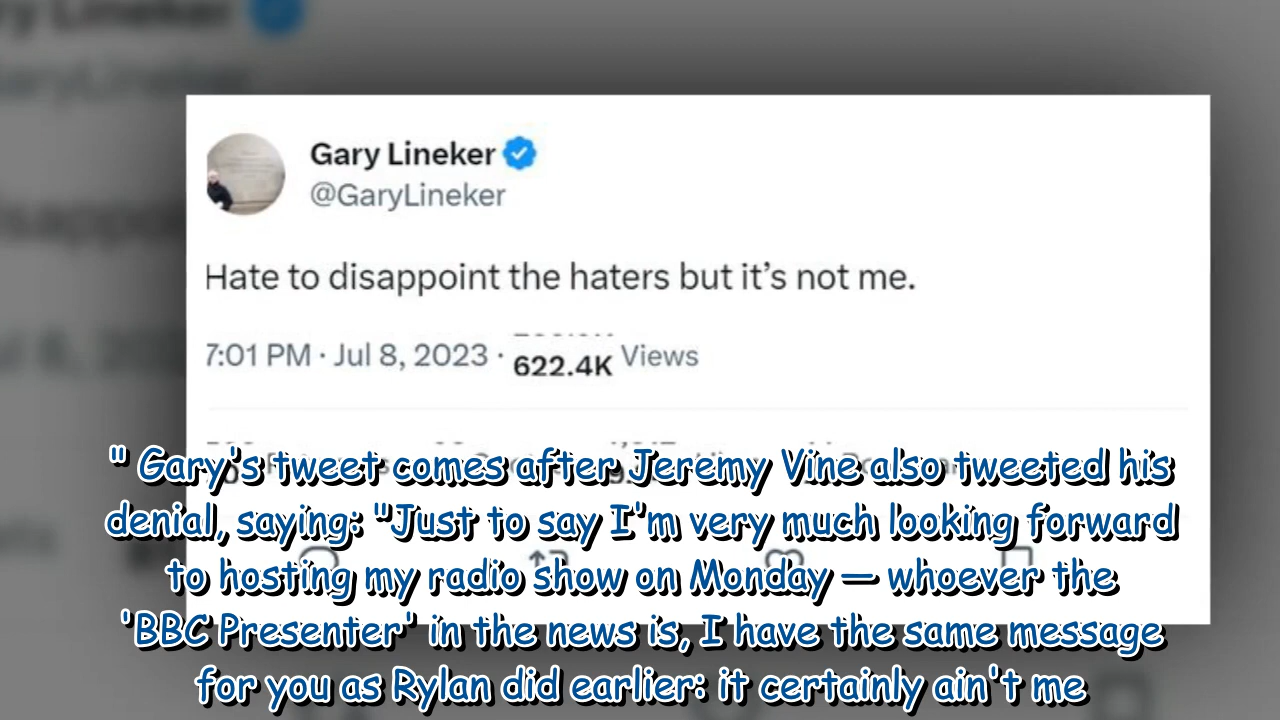 Gary Lineker
@GaryLineker
Hate to disappoint the haters but it’s not me.
7:01 PM · Jul 8, 2023 · 622.4K Views
" Gary's tweet comes after Jeremy Vine also tweeted his
denial, saying: "Just to say I'm very much looking forward
to hosting my radio show on Monday — whoever the
'BBC Presenter' in the news is, I have the same message
for you as Rylan did earlier: it certainly ain't me